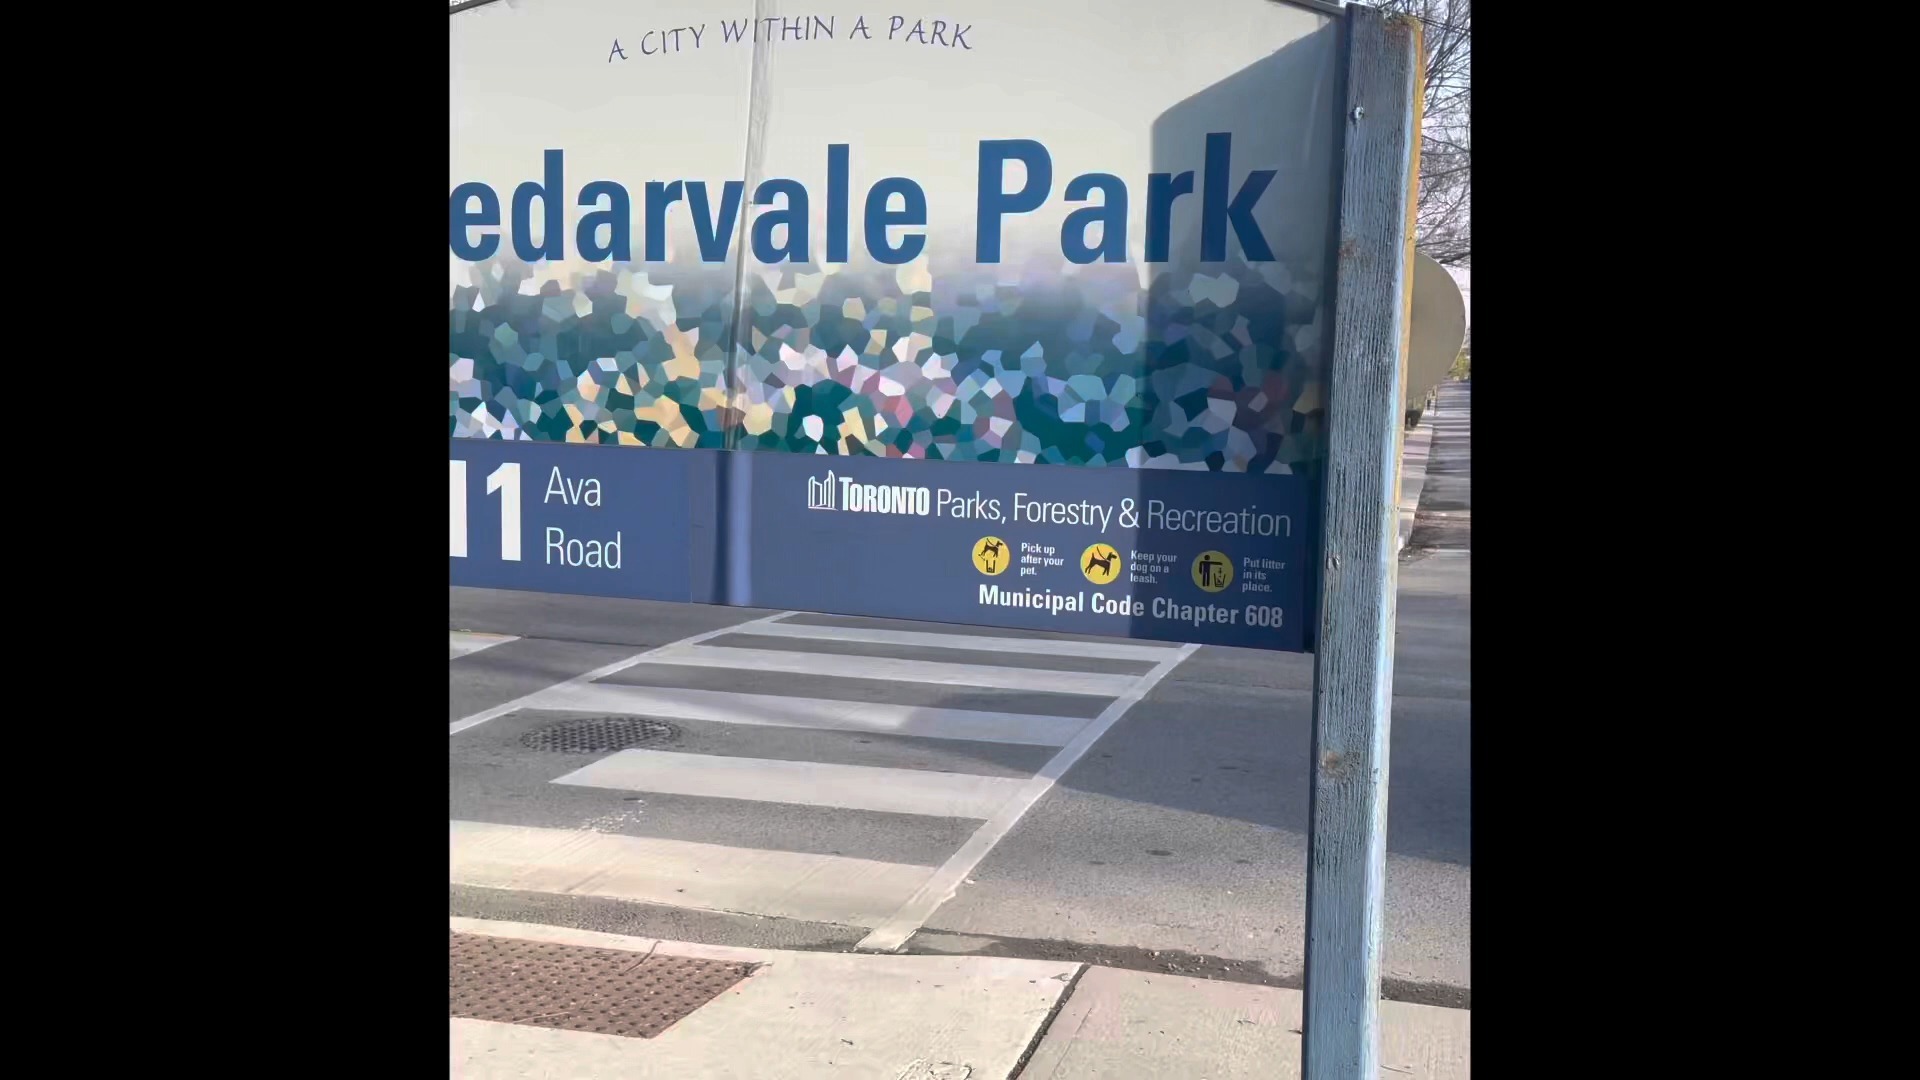 A CITY WITHIN A PARK
edarvale Park
11 Ava
Road
TORONTO Parks, Forestry & Recreation
Pick up
after your
pet.
Keep your
dog on a
leash.
Put litter
in its
place.
Municipal Code Chapter 608